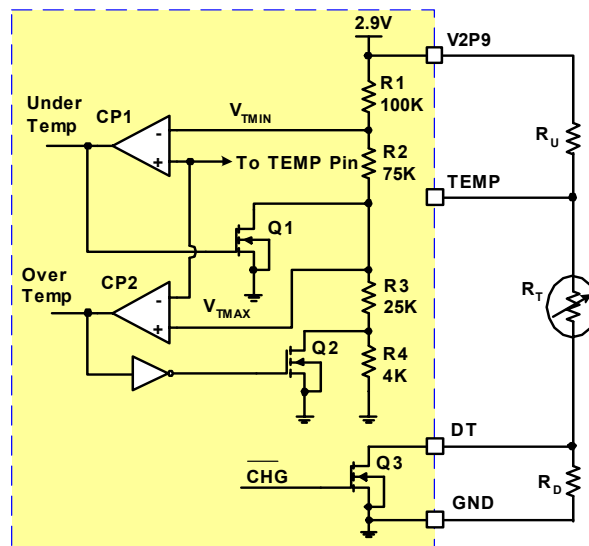 2.9V
V2P9
R1
100K
Under
Temp
CP1
VTMIN
-
+
To TEMP Pin
R2
75K
RU
TEMP
Q1
Over
Temp
CP2
-
+
VTMAX
R3
25K
RT
Q2
R4
4K
DT
CHG
Q3
RD
GND